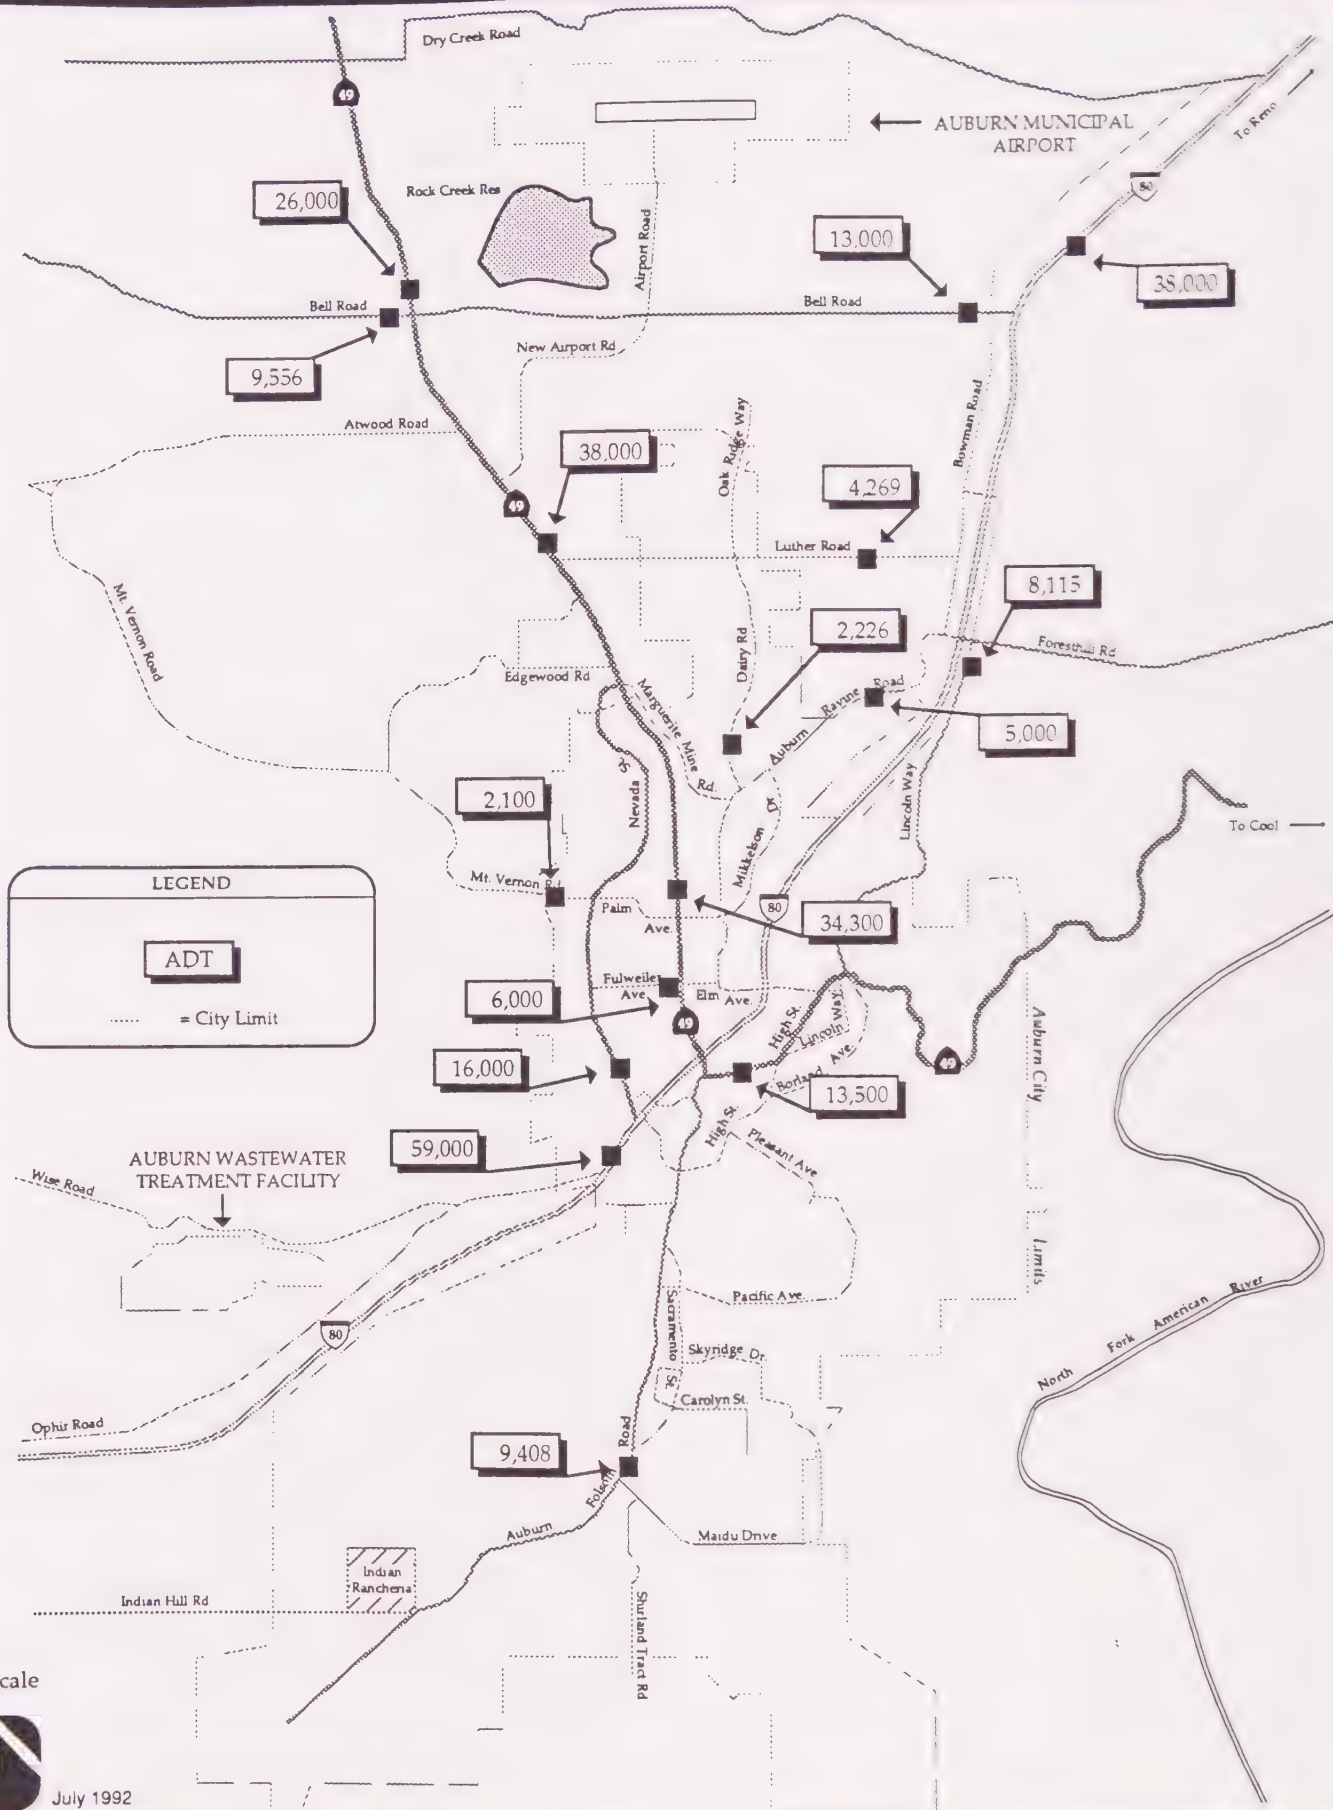 Dry Creek Road
49
AUBURN MUNICIPAL
AIRPORT
To Reno
80
Rock Creek Res
26,000
Airport Road
13,000
38,000
Bell Road
Bell Road
9,556
New Airport Rd
Atwood Road
38,000
Oak Ridge Way
Bowman Road
4,269
49
Luther Road
8,115
Mt. Vernon Road
2,226
Dairy Rd
Foresthill Rd
Edgewood Rd
Marguerite Mine
Rd.
Auburn Ravine Road
5,000
Nevada
St
2,100
Mikkelson Dr
Lincoln Way
To Cool
LEGEND
ADT
= City Limit
Mt. Vernon Rd
Palm
Ave.
80
34,300
Fulweiler
Ave
Elm Ave.
6,000
49
High St.
Lincoln Way
Auburn City
Limits
16,000
Borland Ave.
49
13,500
High St.
Pleasant Ave
59,000
AUBURN WASTEWATER
TREATMENT FACILITY
Wise Road
Pacific Ave.
North Fork American River
80
Sacramento St.
Skyridge Dr.
Carolyn St.
Ophir Road
9,408
Auburn Folsom Road
Maidu Drive
Indian
Rancheria
Indian Hill Rd
Shirland Tract Rd
cale
July 1992